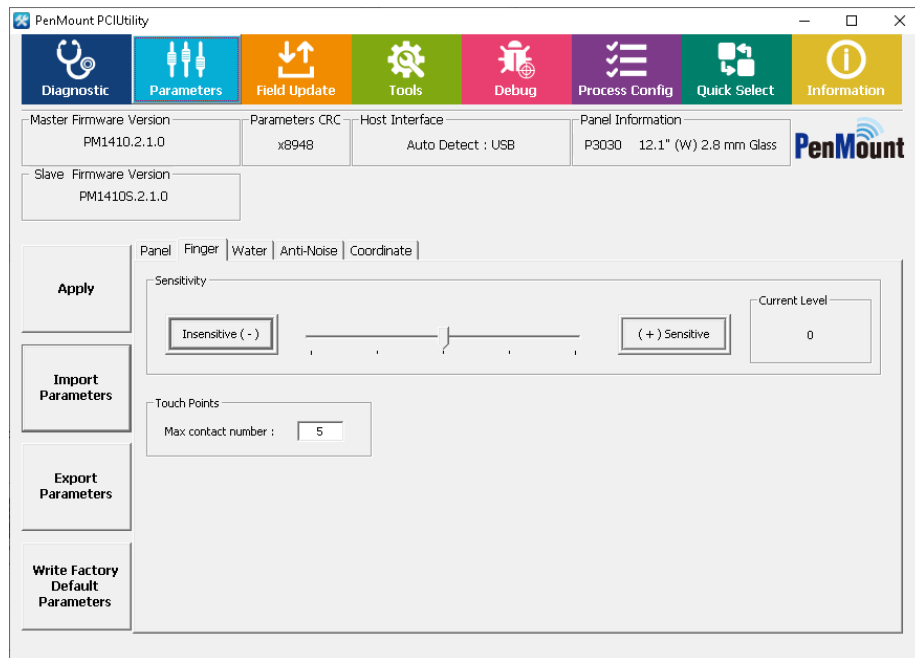 PenMount PCIUtility
Diagnostic
Parameters
Field Update
Tools
Debug
Process Config
Quick Select
Information
Master Firmware Version
PM1410.2.1.0
Parameters CRC
x8948
Host Interface
Auto Detect : USB
Panel Information
P3030 12.1" (W) 2.8 mm Glass
PenMount
Slave Firmware Version
PM1410S.2.1.0
Panel
Finger
Water
Anti-Noise
Coordinate
Apply
Import
Parameters
Export
Parameters
Write Factory
Default
Parameters
Sensitivity
Insensitive ( - )
( + ) Sensitive
Current Level
0
Touch Points
Max contact number :
5